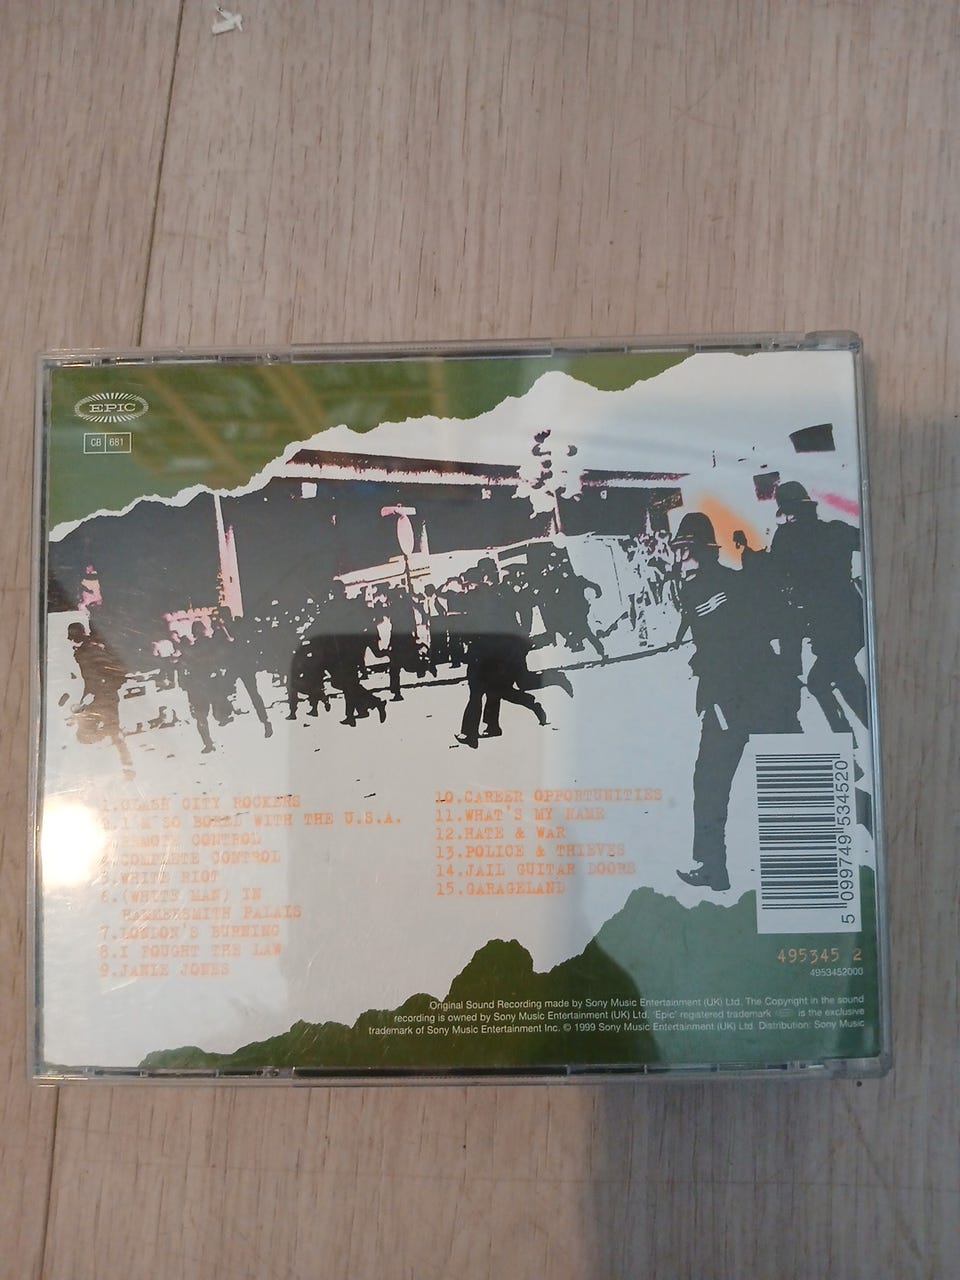 EPIC
CB 681
1.CLASH CITY ROCKERS
2.I'M SO BORED WITH THE U.S.A.
REMOTE CONTROL
4.COMPLETE CONTROL
5.WHITE RIOT
6.(WHITE MAN) IN
HAMMERSMITH PALAIS
7.LONDON'S BURNING
8.I FOUGHT THE LAW
9.JANIE JONES
10.CAREER OPPORTUNITIES
11.WHAT'S MY NAME
12.HATE & WAR
13.POLICE & THIEVES
14.JAIL GUITAR DOORS
15.GARAGELAND
5 099749 534520
495345 2
4953452000
Original Sound Recording made by Sony Music Entertainment (UK) Ltd. The Copyright in the sound
recording is owned by Sony Music Entertainment (UK) Ltd. 'Epic' registered trademark is the exclusive
trademark of Sony Music Entertainment Inc. © 1999 Sony Music Entertainment (UK) Ltd. Distribution: Sony Music